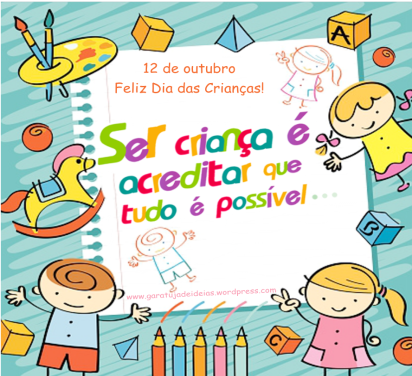 12 de outubro
Feliz Dia das Crianças!
Ser criança é
acreditar que
tudo é possível...
www.garatujadeideias.wordpress.com
A
B
C